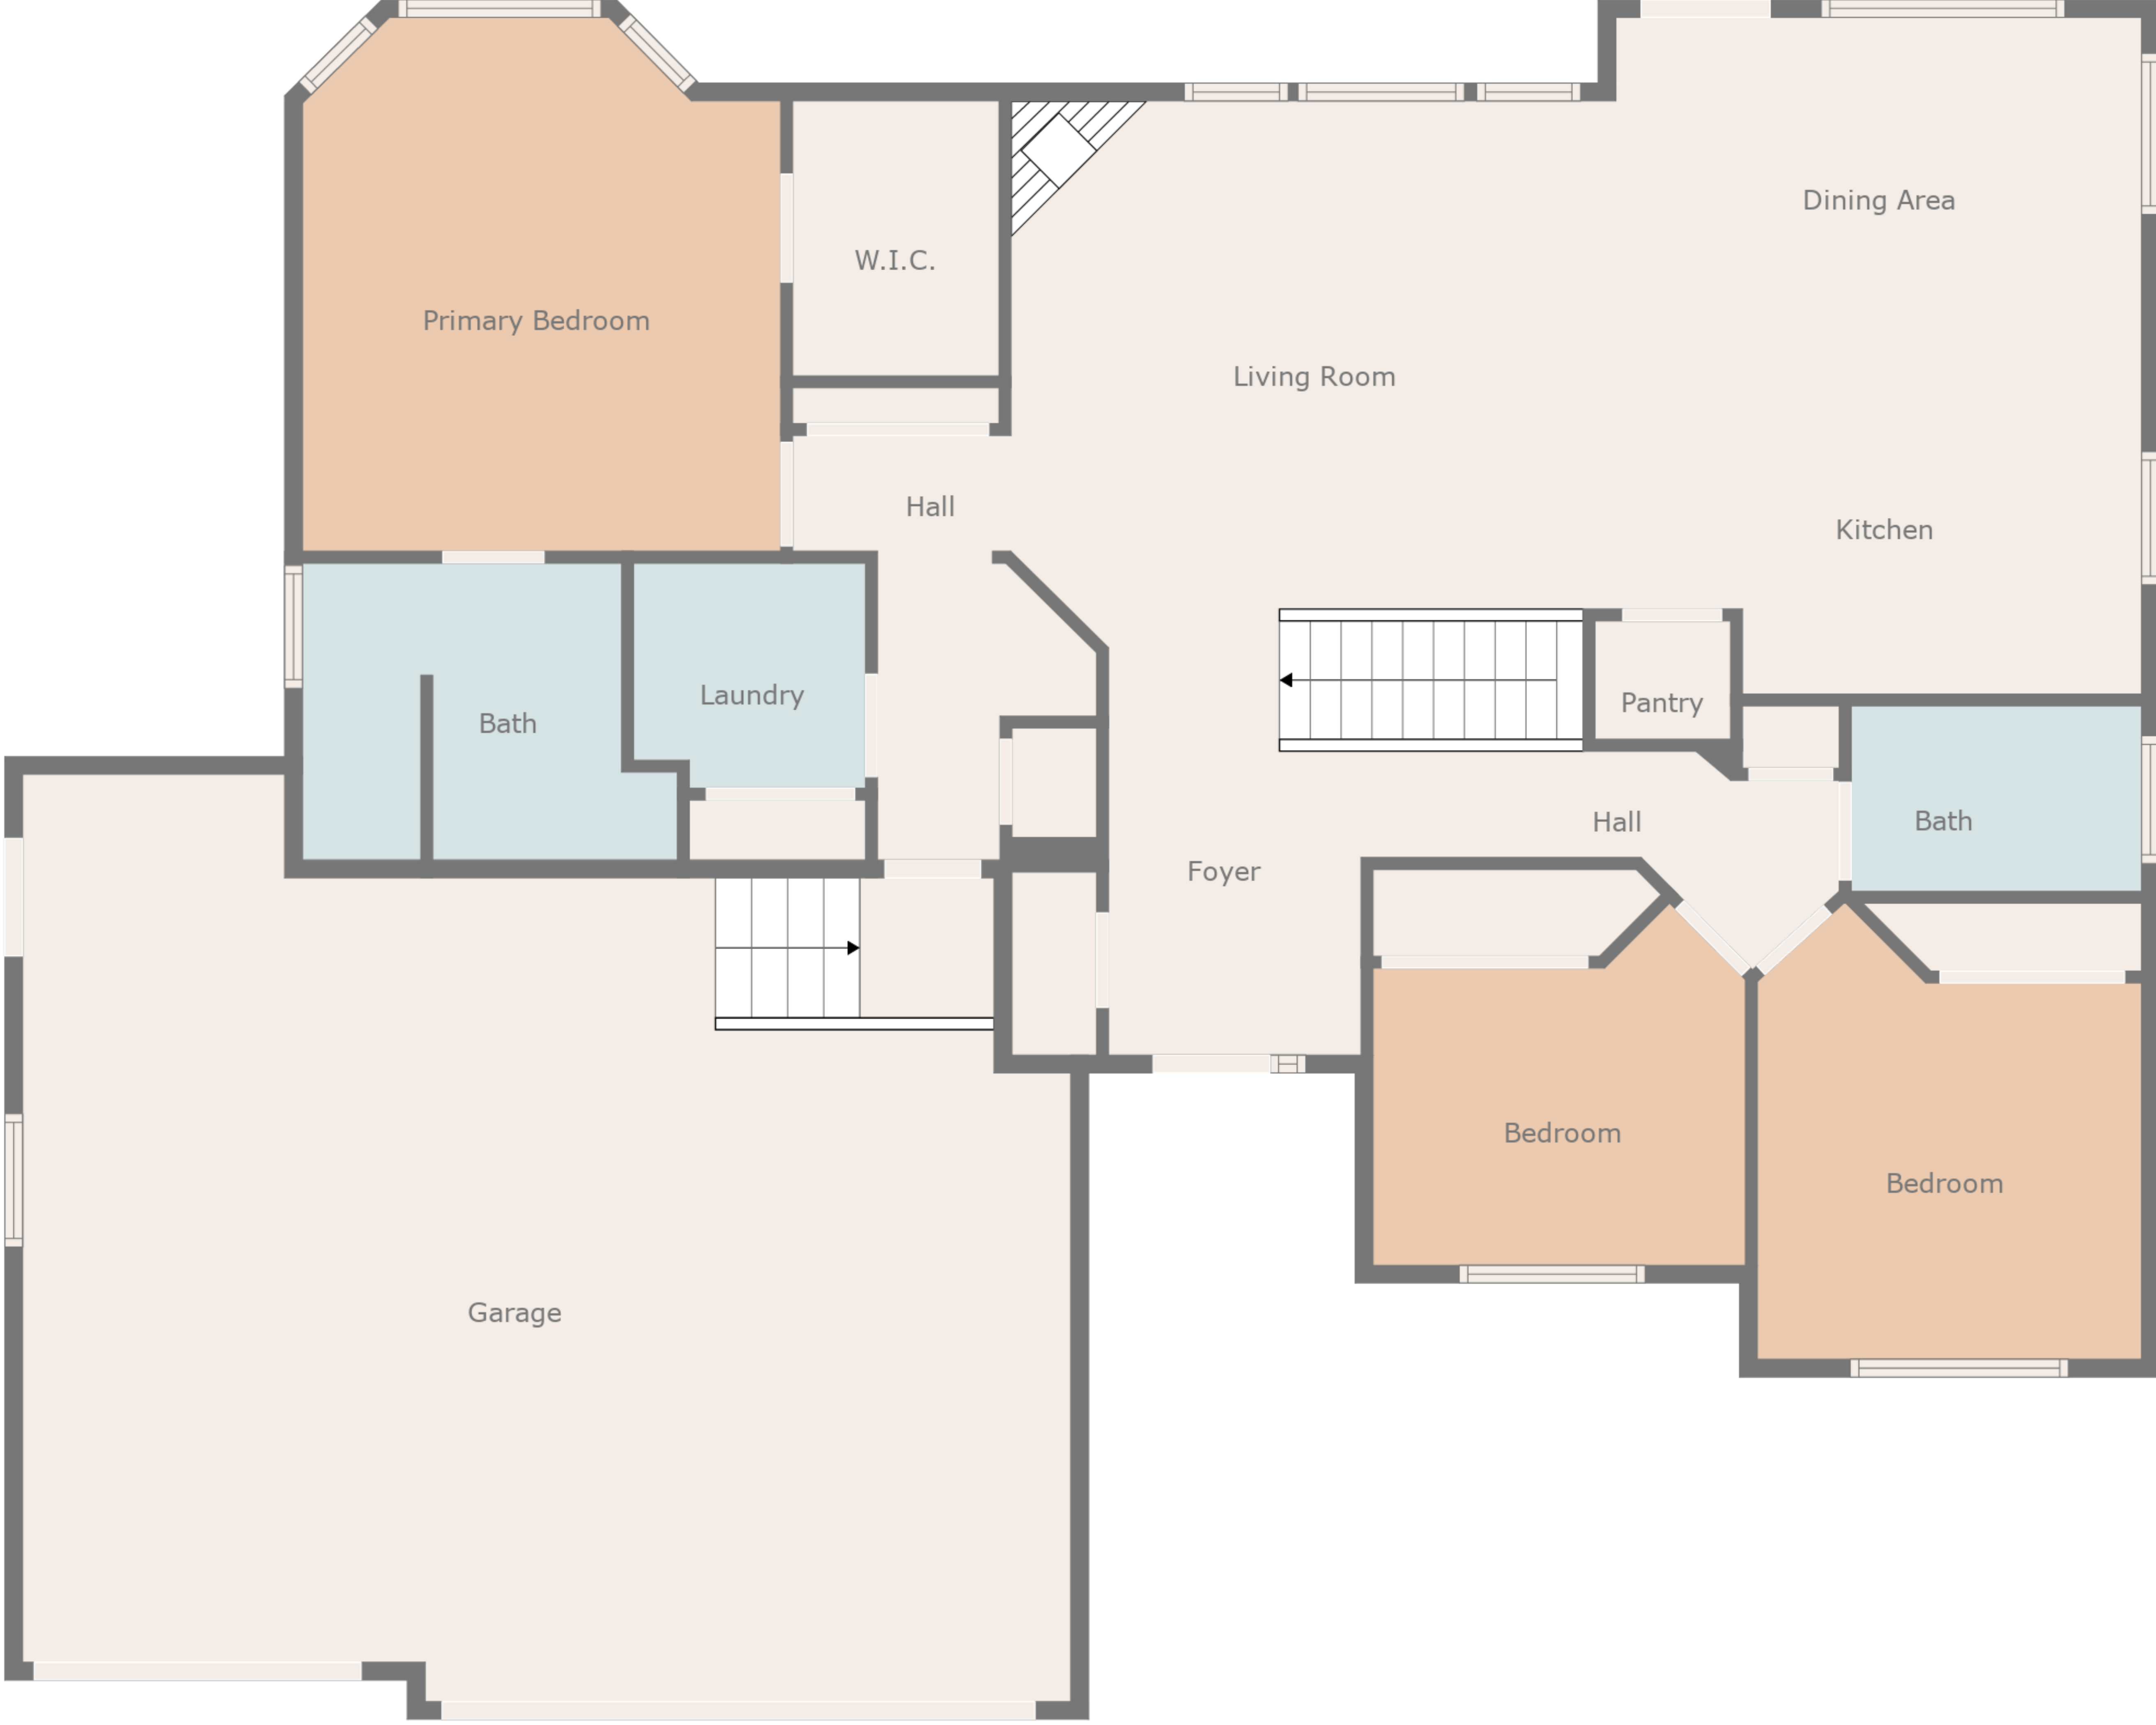 Dining Area
W.I.C.
Primary Bedroom
Living Room
Hall
Kitchen
Laundry
Pantry
Bath
Hall
Bath
Foyer
Bedroom
Bedroom
Garage